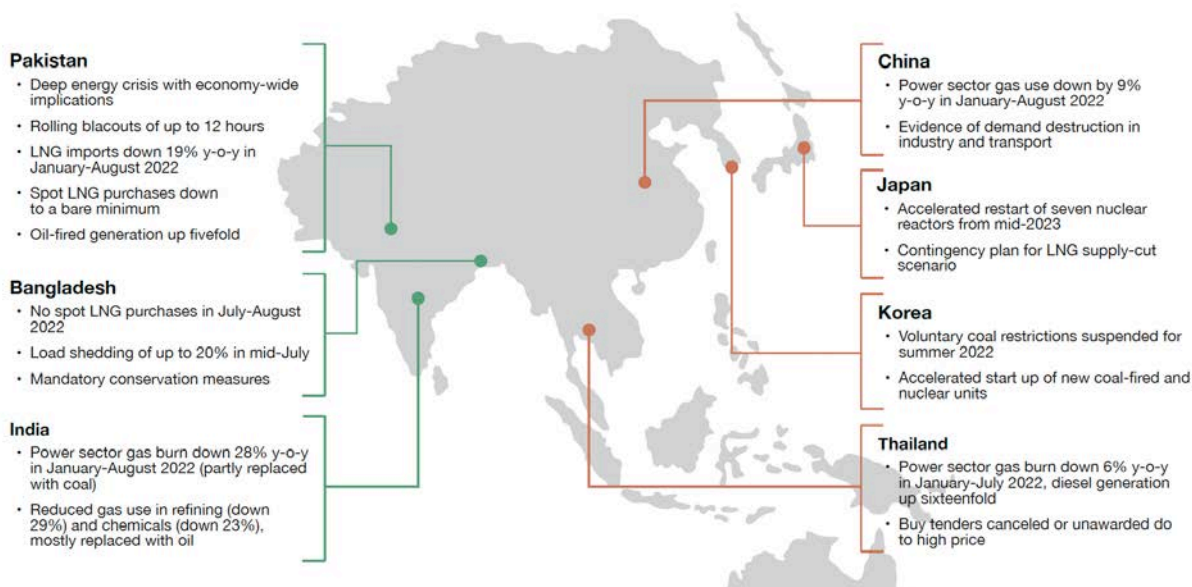 Pakistan
• Deep energy crisis with economy-wide
implications
• Rolling blacouts of up to 12 hours
• LNG imports down 19% y-o-y in
January-August 2022
• Spot LNG purchases down
to a bare minimum
• Oil-fired generation up fivefold
Bangladesh
• No spot LNG purchases in July-August
2022
• Load shedding of up to 20% in mid-July
• Mandatory conservation measures
India
• Power sector gas burn down 28% y-o-y
in January-August 2022 (partly replaced
with coal)
• Reduced gas use in refining (down
29%) and chemicals (down 23%),
mostly replaced with oil
China
• Power sector gas use down by 9%
y-o-y in January-August 2022
• Evidence of demand destruction in
industry and transport
Japan
• Accelerated restart of seven nuclear
reactors from mid-2023
• Contingency plan for LNG supply-cut
scenario
Korea
• Voluntary coal restrictions suspended for
summer 2022
• Accelerated start up of new coal-fired and
nuclear units
Thailand
• Power sector gas burn down 6% y-o-y
in January-July 2022, diesel generation
up sixteenfold
• Buy tenders canceled or unawarded do
to high price